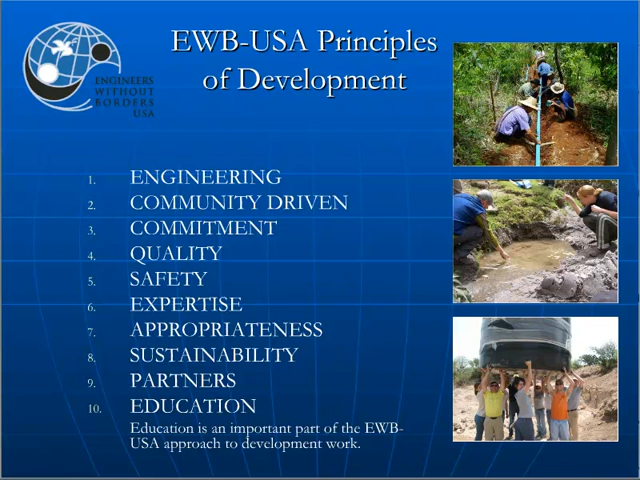 ENGINEERS
WITHOUT
BORDERS
USA
EWB-USA Principles
of Development
1. ENGINEERING
2. COMMUNITY DRIVEN
3. COMMITMENT
4. QUALITY
5. SAFETY
6. EXPERTISE
7. APPROPRIATENESS
8. SUSTAINABILITY
9. PARTNERS
10. EDUCATION
Education is an important part of the EWB-
USA approach to development work.